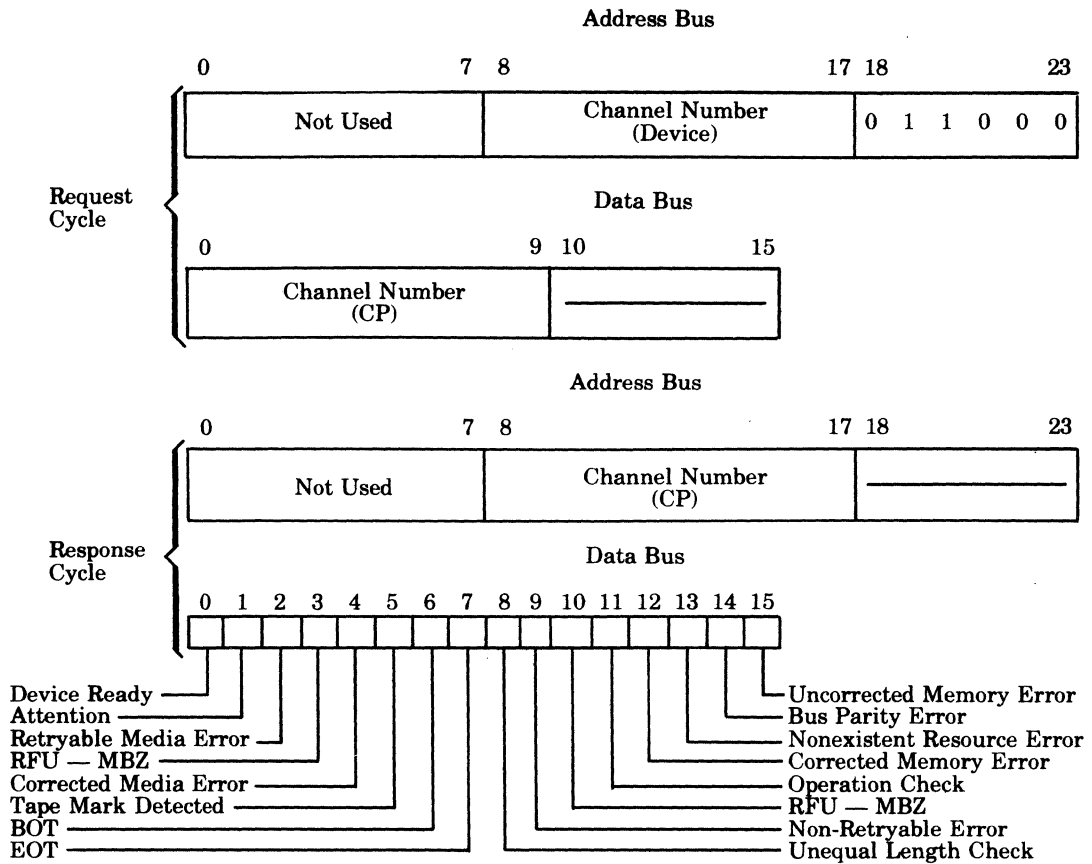 Address Bus
0 7 8 17 18 23
Not Used
Channel Number
(Device)
0 1 1 0 0 0
Request
Cycle
Data Bus
0 9 10 15
Channel Number
(CP)
Address Bus
0 7 8 17 18 23
Not Used
Channel Number
(CP)
Response
Cycle
Data Bus
0 1 2 3 4 5 6 7 8 9 10 11 12 13 14 15
Device Ready
Attention
Retryable Media Error
RFU — MBZ
Corrected Media Error
Tape Mark Detected
BOT
EOT
Uncorrected Memory Error
Bus Parity Error
Nonexistent Resource Error
Corrected Memory Error
Operation Check
RFU — MBZ
Non-Retryable Error
Unequal Length Check